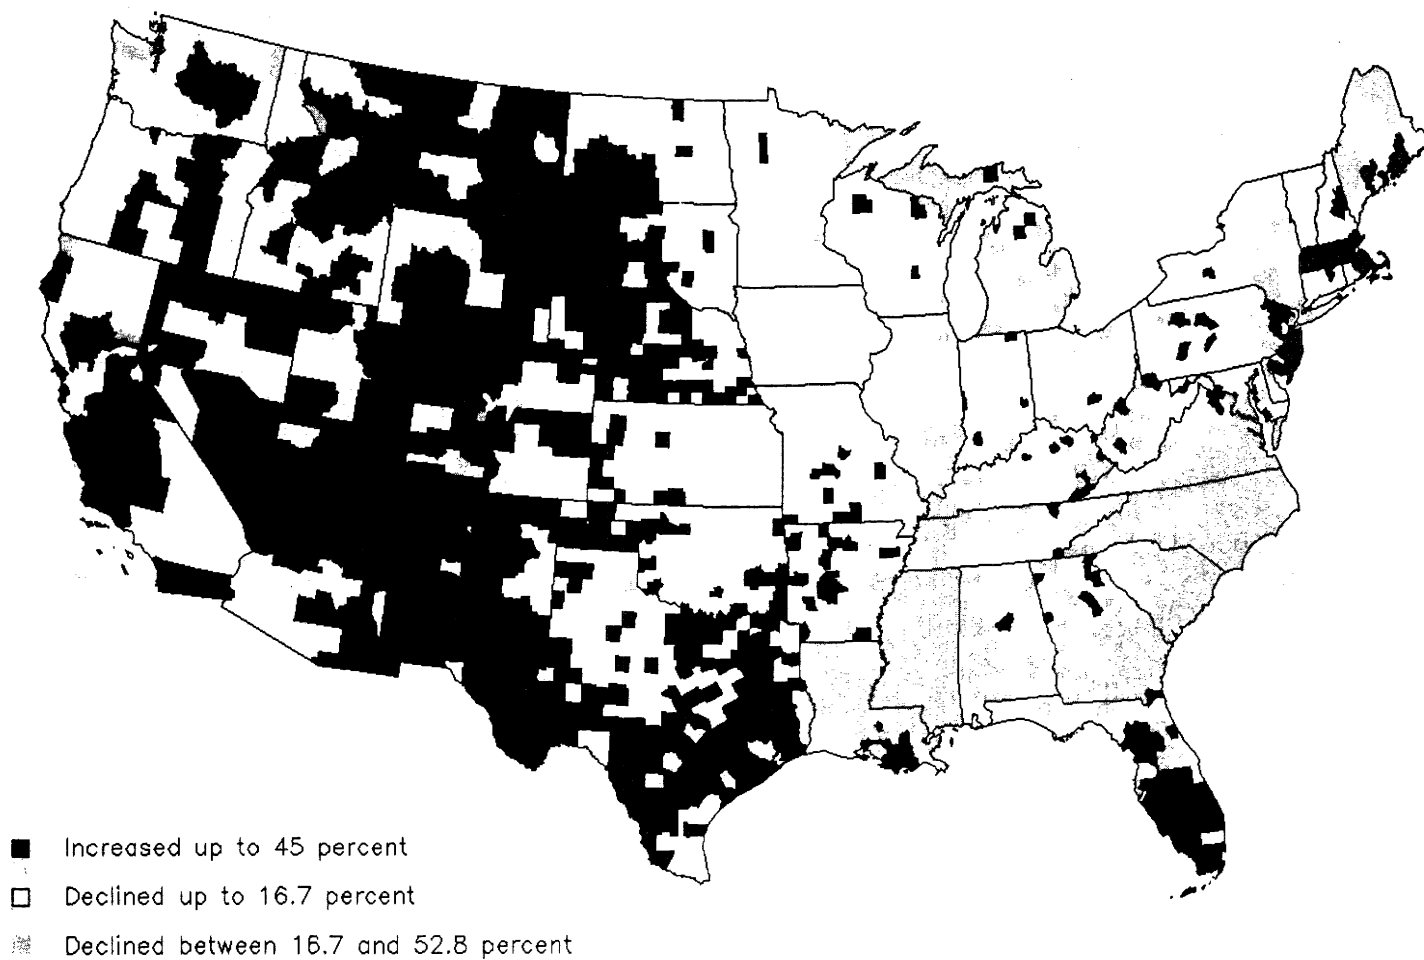 Increased up to 45 percent
Declined up to 16.7 percent
Declined between 16.7 and 52.8 percent